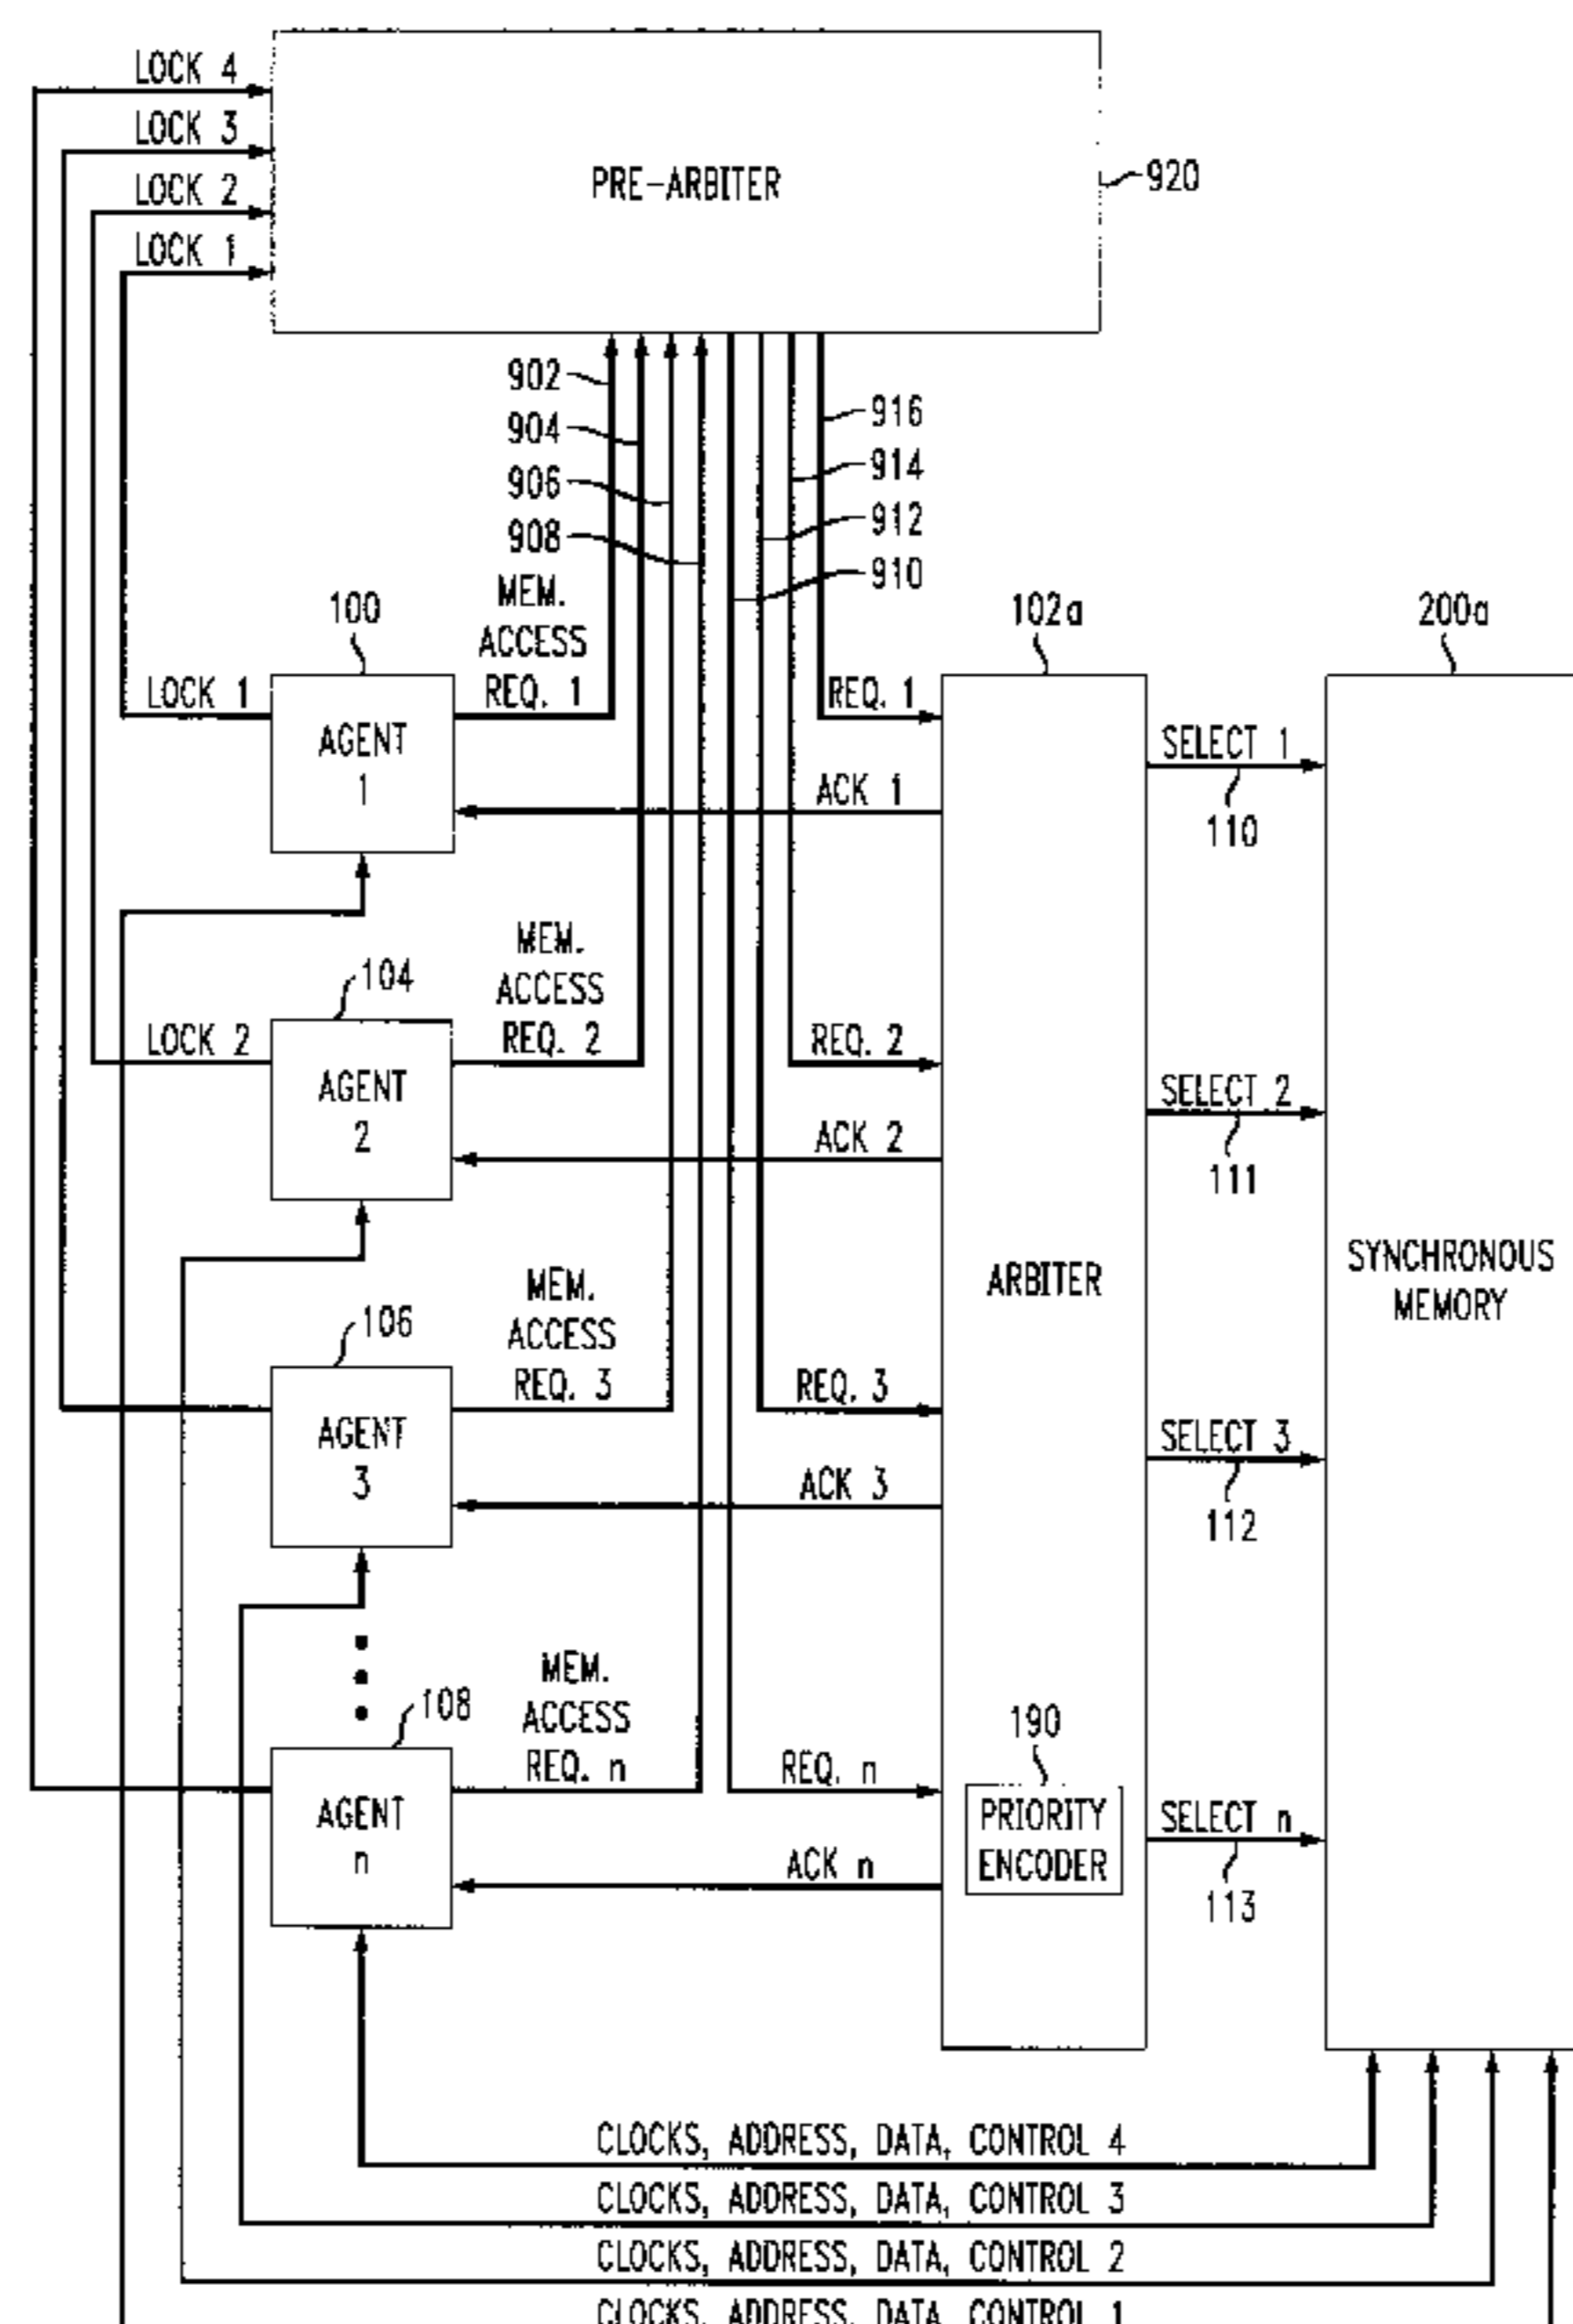 LOCK 4
LOCK 3
LOCK 2
LOCK 1
PRE-ARBITER
920
902
904
906
908
916
914
912
910
MEM.
ACCESS
REQ. 1
100
LOCK 1
AGENT
1
REQ. 1
ACK 1
102a
200a
SELECT 1
110
MEM.
ACCESS
REQ. 2
104
LOCK 2
AGENT
2
REQ. 2
ACK 2
SELECT 2
111
ARBITER
SYNCHRONOUS
MEMORY
MEM.
ACCESS
REQ. 3
106
AGENT
3
REQ. 3
ACK 3
SELECT 3
112
MEM.
ACCESS
REQ. n
108
AGENT
n
REQ. n
ACK n
190
PRIORITY
ENCODER
SELECT n
113
CLOCKS, ADDRESS, DATA, CONTROL 4
CLOCKS, ADDRESS, DATA, CONTROL 3
CLOCKS, ADDRESS, DATA, CONTROL 2
CLOCKS, ADDRESS, DATA, CONTROL 1